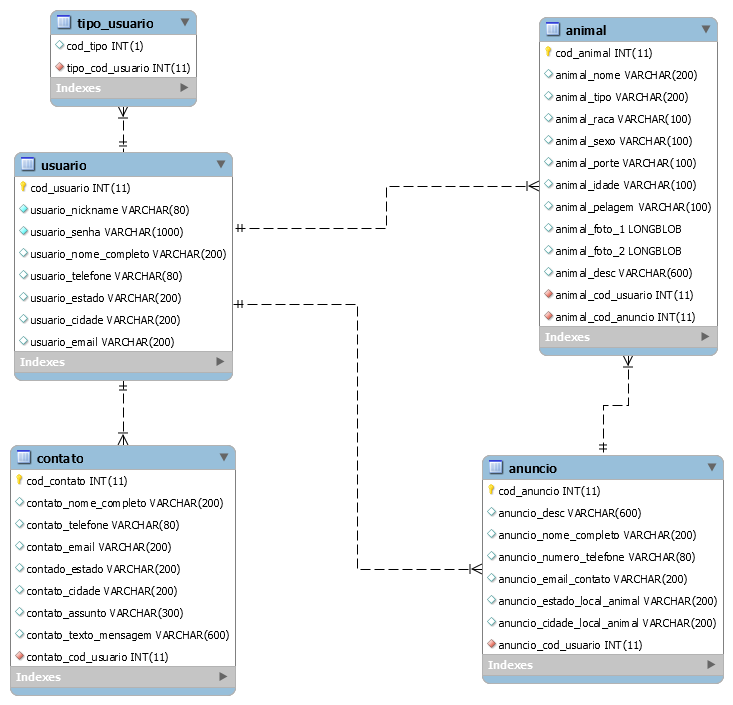 tipo_usuario
cod_tipo INT(1)
tipo_cod_usuario INT(11)
Indexes
usuario
cod_usuario INT(11)
usuario_nickname VARCHAR(80)
usuario_senha VARCHAR(1000)
usuario_nome_completo VARCHAR(200)
usuario_telefone VARCHAR(80)
usuario_estado VARCHAR(200)
usuario_cidade VARCHAR(200)
usuario_email VARCHAR(200)
Indexes
contato
cod_contato INT(11)
contato_nome_completo VARCHAR(200)
contato_telefone VARCHAR(80)
contato_email VARCHAR(200)
contado_estado VARCHAR(200)
contato_cidade VARCHAR(200)
contato_assunto VARCHAR(300)
contato_texto_mensagem VARCHAR(600)
contato_cod_usuario INT(11)
Indexes
animal
cod_animal INT(11)
animal_nome VARCHAR(200)
animal_tipo VARCHAR(200)
animal_raca VARCHAR(100)
animal_sexo VARCHAR(100)
animal_porte VARCHAR(100)
animal_idade VARCHAR(100)
animal_pelagem VARCHAR(100)
animal_foto_1 LONGBLOB
animal_foto_2 LONGBLOB
animal_desc VARCHAR(600)
animal_cod_usuario INT(11)
animal_cod_anuncio INT(11)
Indexes
anuncio
cod_anuncio INT(11)
anuncio_desc VARCHAR(600)
anuncio_nome_completo VARCHAR(200)
anuncio_numero_telefone VARCHAR(80)
anuncio_email_contato VARCHAR(200)
anuncio_estado_local_animal VARCHAR(200)
anuncio_cidade_local_animal VARCHAR(200)
anuncio_cod_usuario INT(11)
Indexes